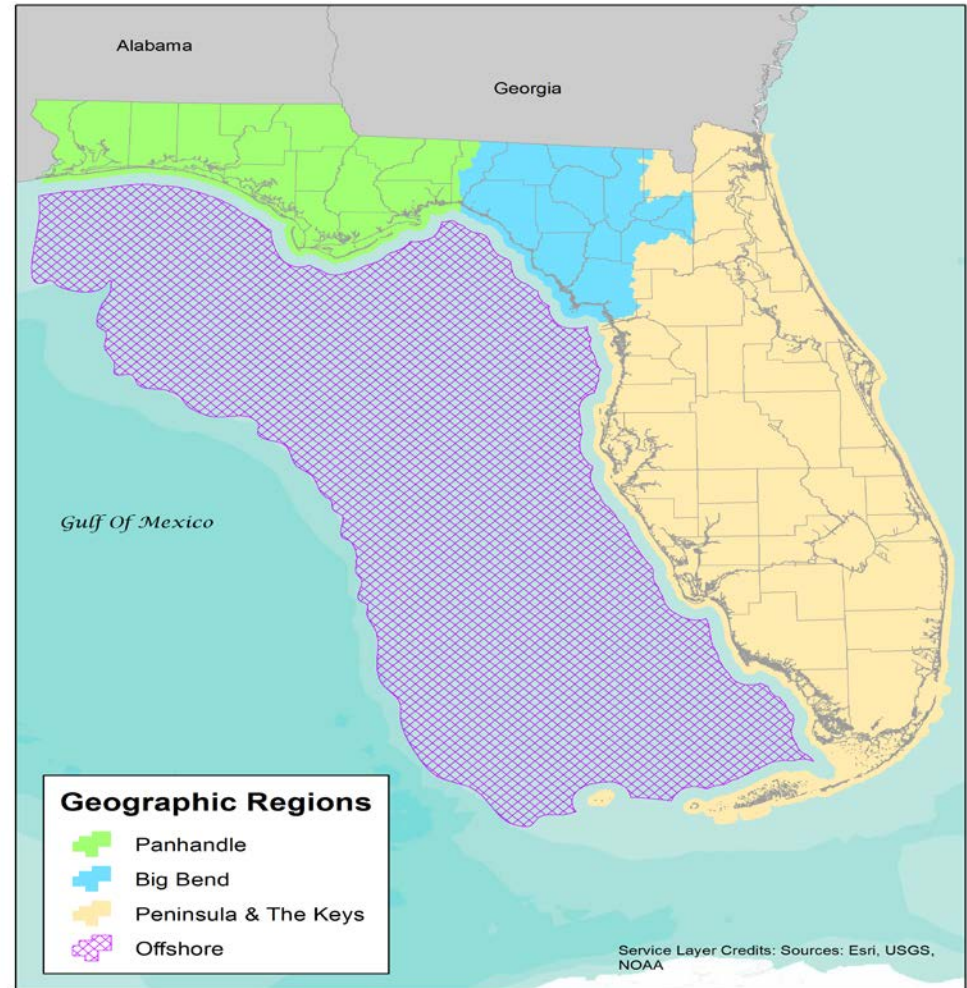 Alabama
Georgia
Gulf Of Mexico
Geographic Regions
Panhandle
Big Bend
Peninsula & The Keys
Offshore
Service Layer Credits: Sources: Esri, USGS,
NOAA